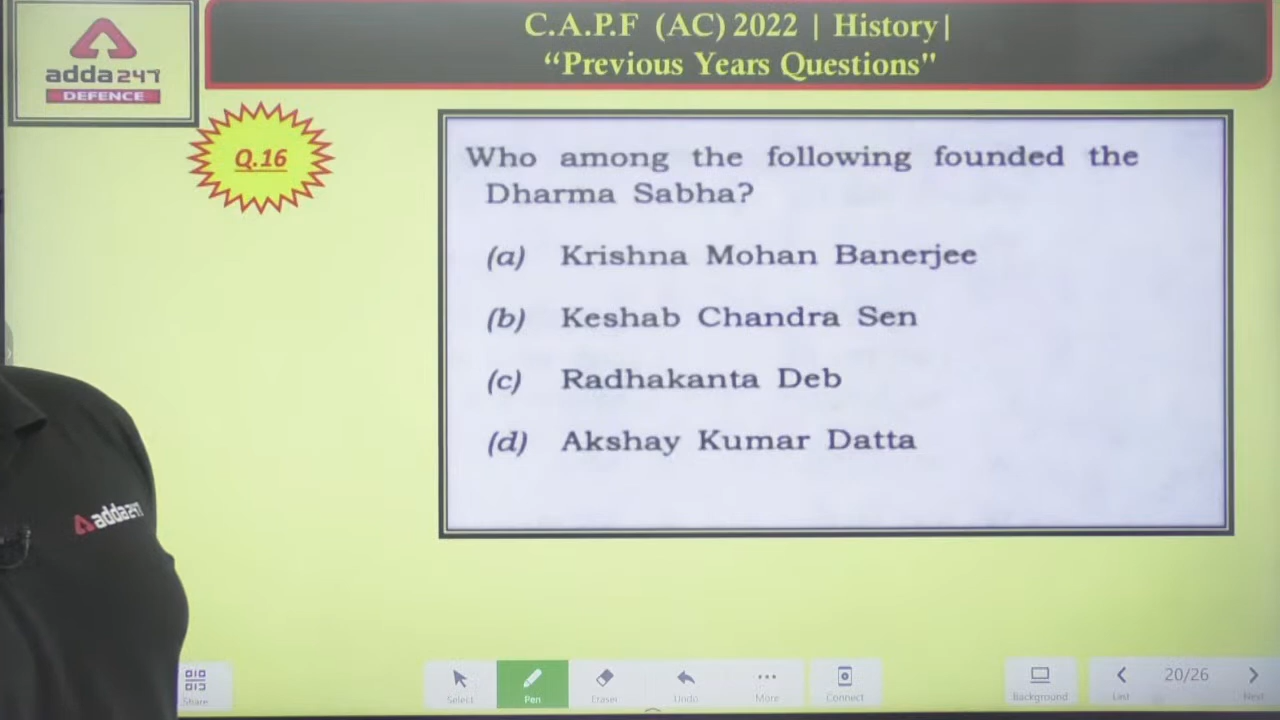 C.A.P.F (AC) 2022 | History|
“Previous Years Questions"
adda247
DEFENCE
Q.16
Who among the following founded the
Dharma Sabha?
(a) Krishna Mohan Banerjee
(b) Keshab Chandra Sen
(c) Radhakanta Deb
(d) Akshay Kumar Datta
adda247
Share
Select
Pen
Eraser
Undo
More
Connect
Background
Last
20/26
Next